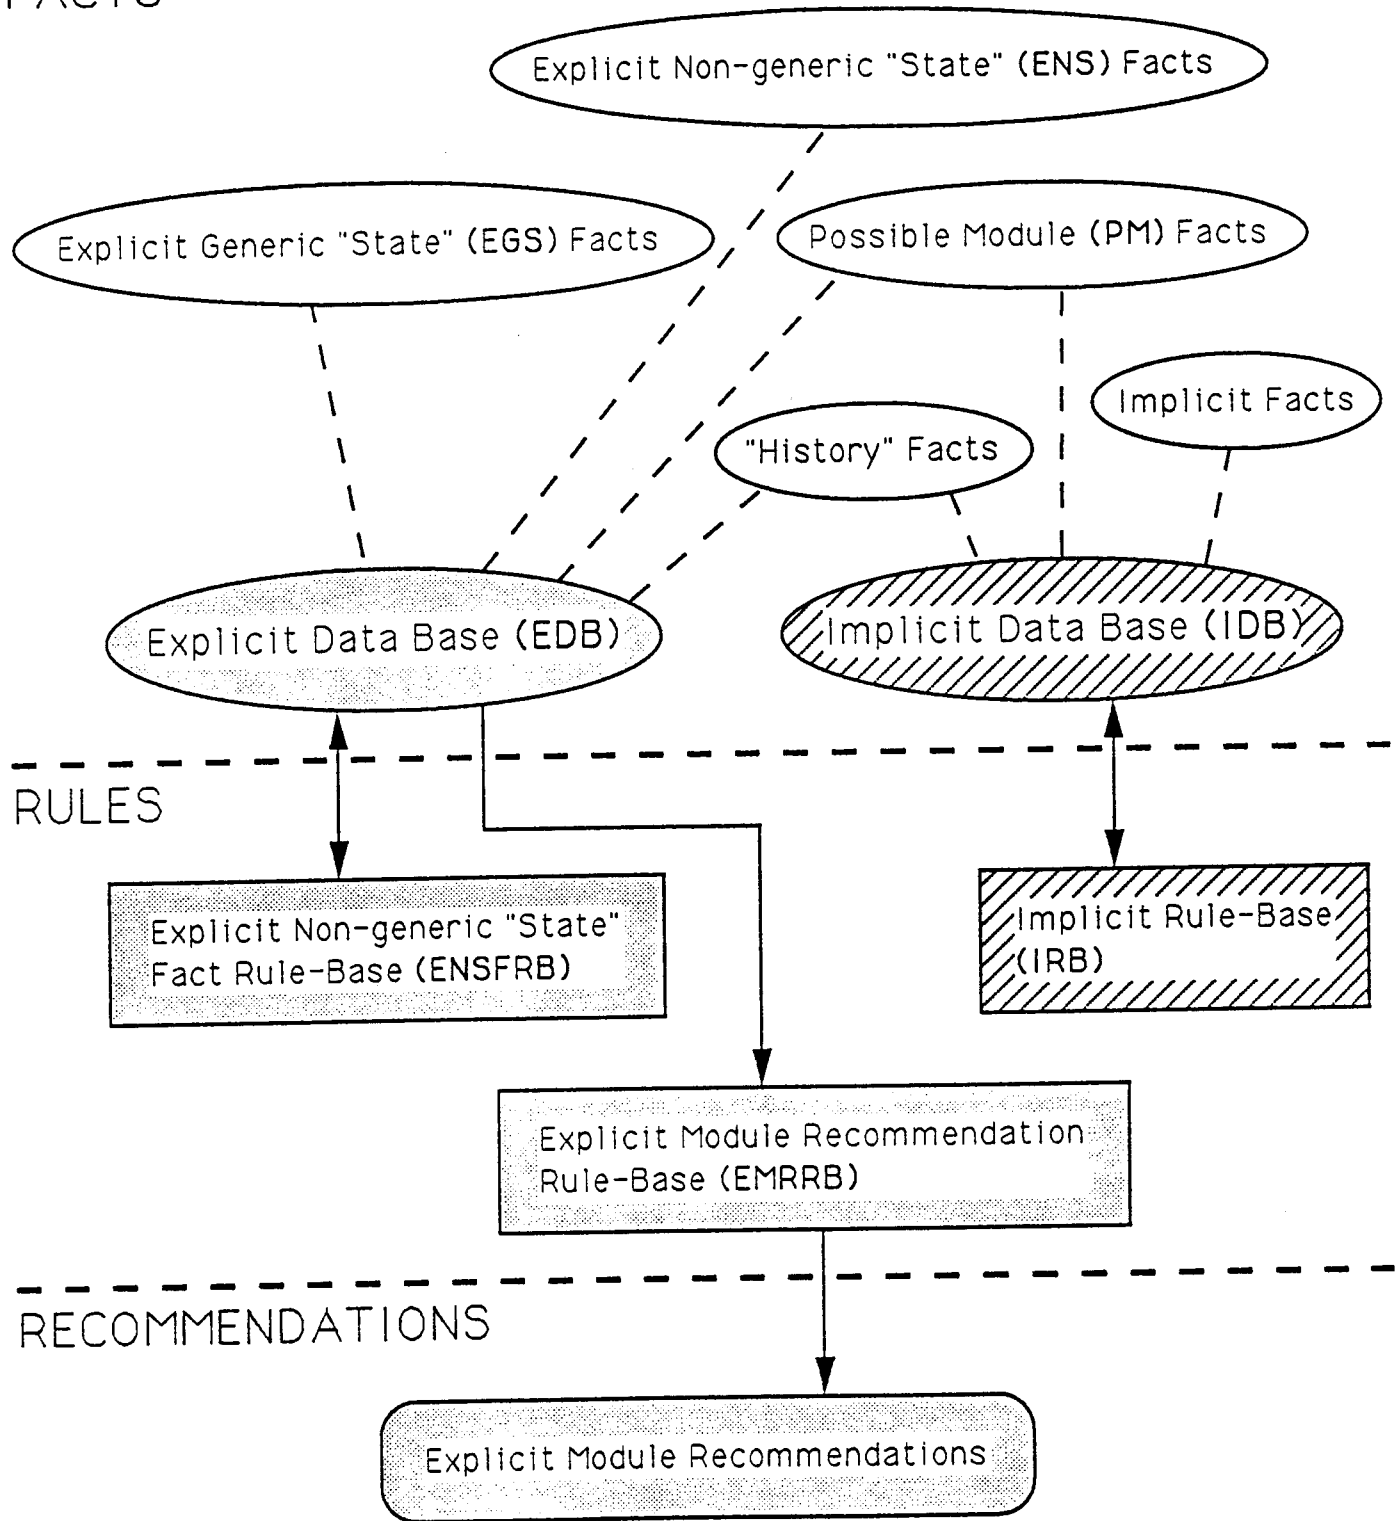 FACTS
Explicit Non-generic "State" (ENS) Facts
Explicit Generic "State" (EGS) Facts
Possible Module (PM) Facts
Implicit Facts
"History" Facts
Explicit Data Base (EDB)
Implicit Data Base (IDB)
RULES
Explicit Non-generic "State"
Fact Rule-Base (ENSFRB)
Implicit Rule-Base
(IRB)
Explicit Module Recommendation
Rule-Base (EMRRB)
RECOMMENDATIONS
Explicit Module Recommendations